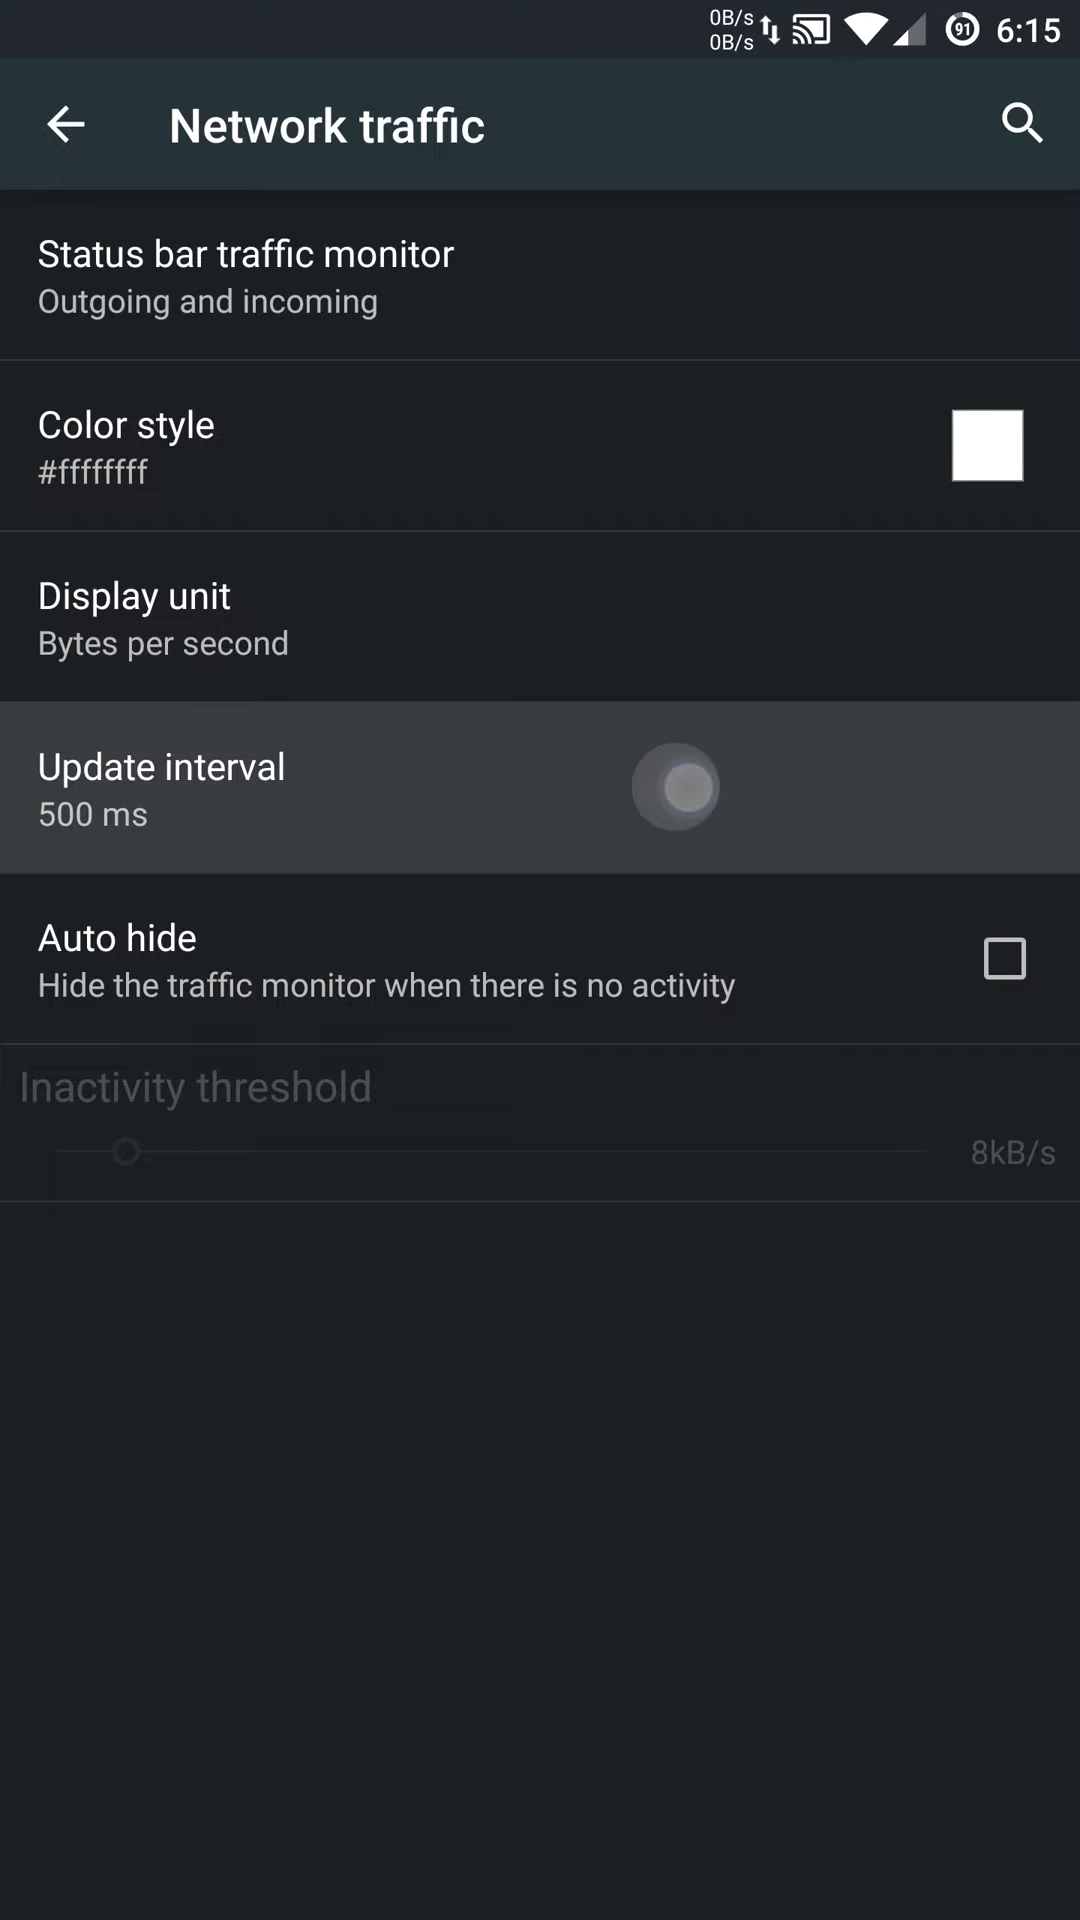 0B/s
0B/s
91
6:15
Network traffic
Status bar traffic monitor
Outgoing and incoming
Color style
#ffffffff
Display unit
Bytes per second
Update interval
500 ms
Auto hide
Hide the traffic monitor when there is no activity
Inactivity threshold
8kB/s